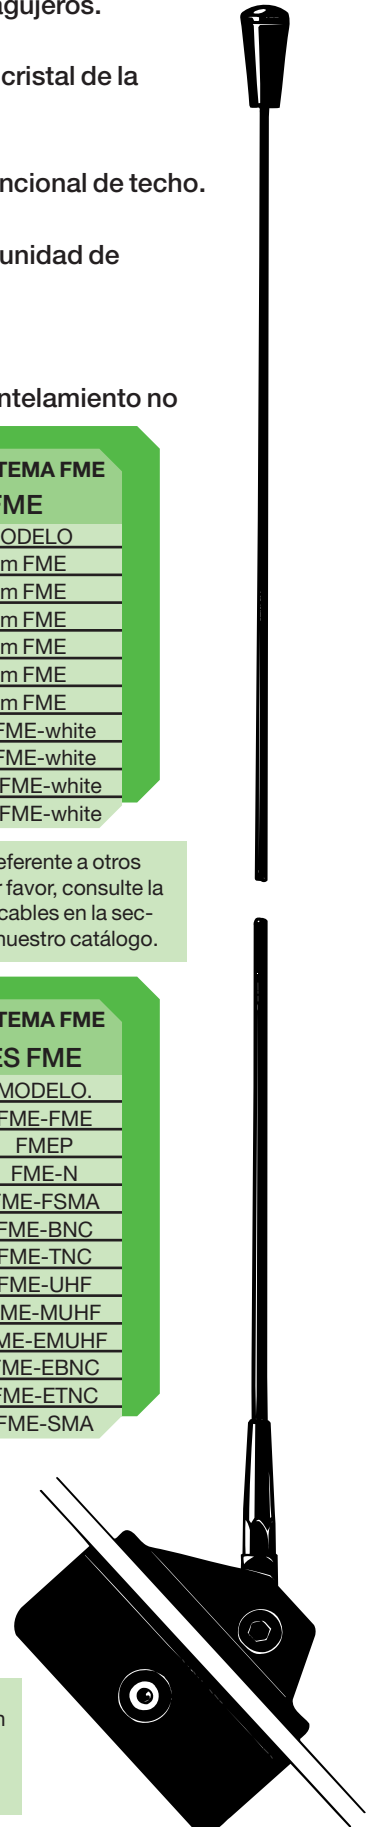 agujeros.
cristal de la
ncional de techo.
unidad de
ntelamiento no
TEMA FME
FME
ODELO
m FME
m FME
m FME
m FME
m FME
m FME
FME-white
FME-white
FME-white
FME-white
eferente a otros
r favor, consulte la
cables en la sec-
nuestro catálogo.
TEMA FME
ES FME
MODELO.
FME-FME
FMEP
FME-N
FME-FSMA
FME-BNC
FME-TNC
FME-UHF
ME-MUHF
ME-EMUHF
FME-EBNC
FME-ETNC
FME-SMA
n